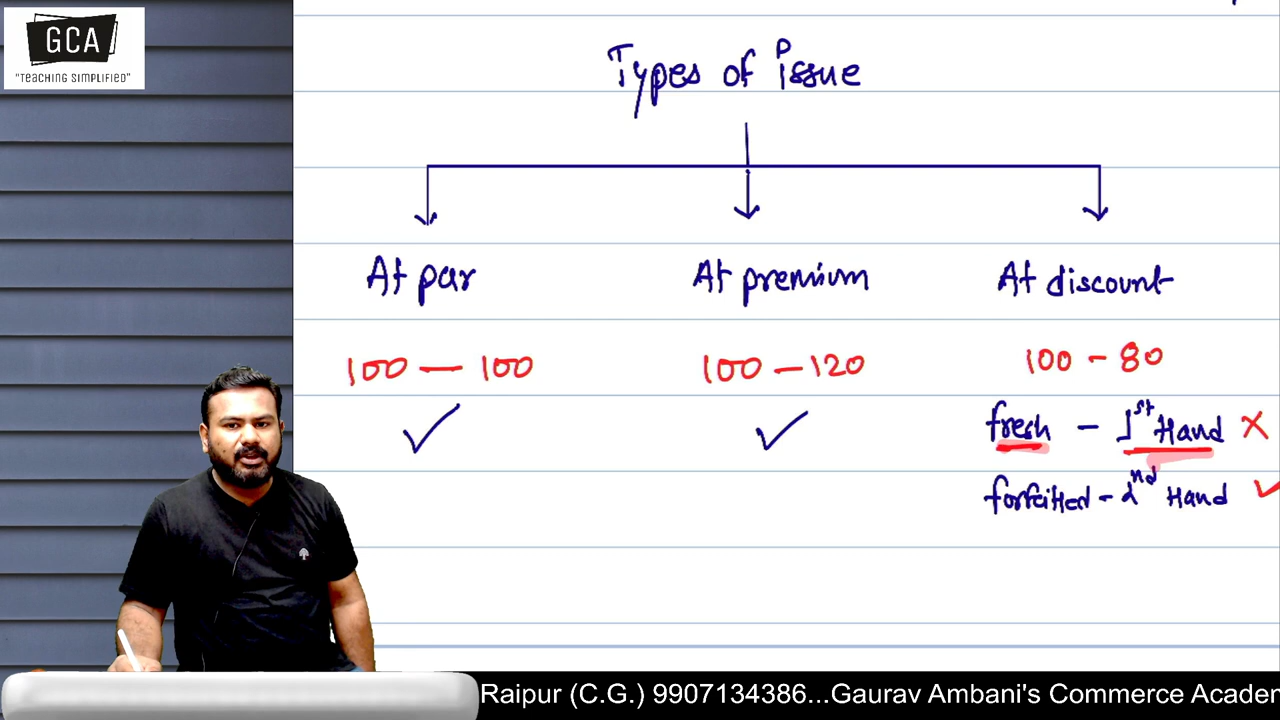 GCA
"TEACHING SIMPLIFIED"
Types of Issue
P
At par
At premium
At discount
100 — 100
100 — 120
100 - 80
✓
✓
fresh - 1st Hand ×
forfeited - 2nd Hand ✓
Raipur (C.G.) 9907134386...Gaurav Ambani's Commerce Acader